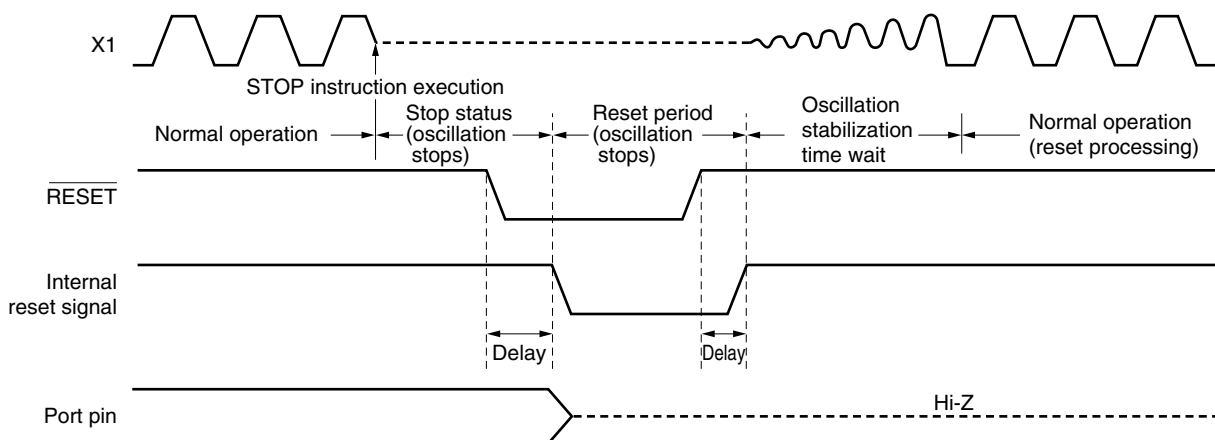 X1
STOP instruction execution
Normal operation
Stop status
(oscillation
stops)
Reset period
(oscillation
stops)
Oscillation
stabilization
time wait
Normal operation
(reset processing)
RESET
Internal
reset signal
Delay
Delay
Port pin
Hi-Z